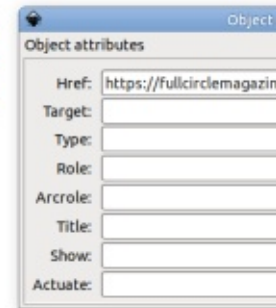 Object
Object attributes
Href: https://fullcirclemagazin
Target:
Type:
Role:
Arcrole:
Title:
Show:
Actuate: